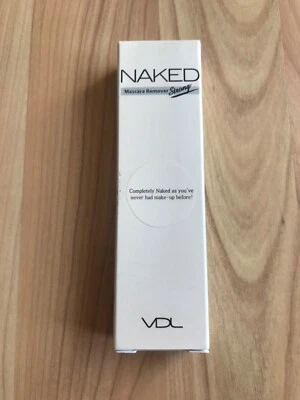 NAKED
Mascara Remover Strong
Completely Naked as you've
never had make-up before!
VDL